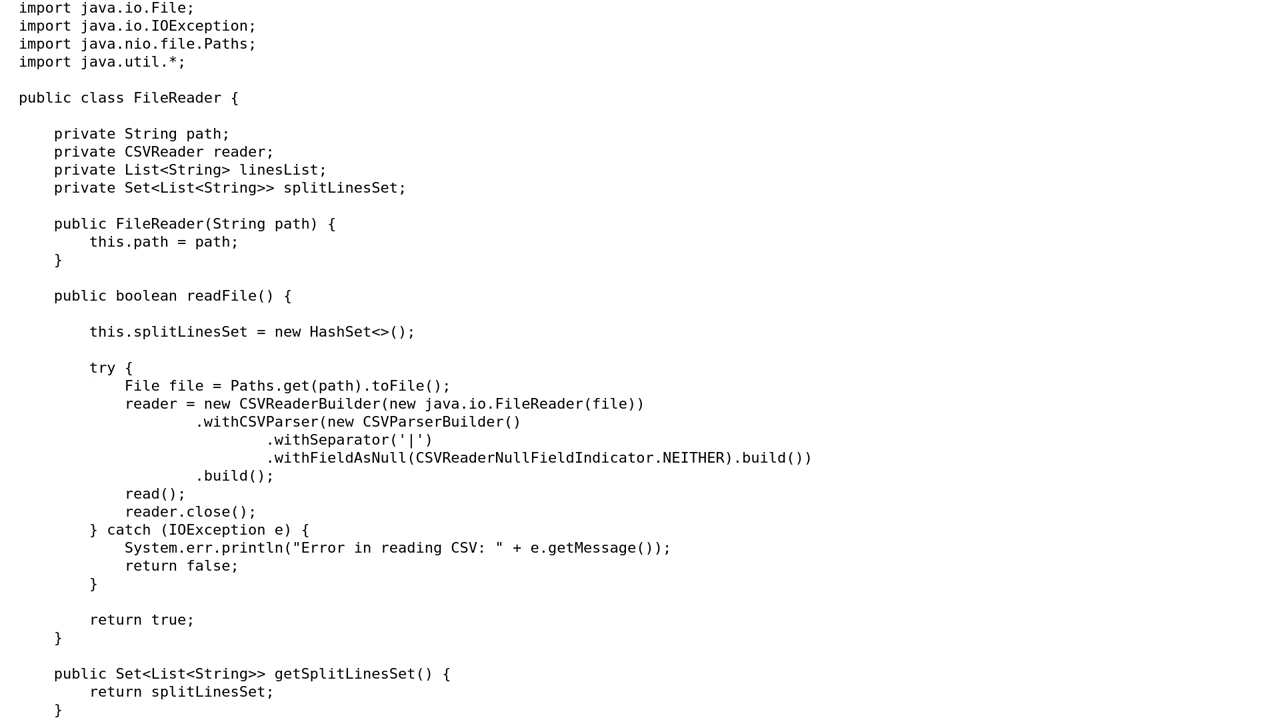 import java.io.File;
import java.io.IOException;
import java.nio.file.Paths;
import java.util.*;

public class FileReader {

    private String path;
    private CSVReader reader;
    private List<String> linesList;
    private Set<List<String>> splitLinesSet;

    public FileReader(String path) {
        this.path = path;
    }

    public boolean readFile() {

        this.splitLinesSet = new HashSet<>();

        try {
            File file = Paths.get(path).toFile();
            reader = new CSVReaderBuilder(new java.io.FileReader(file))
                    .withCSVParser(new CSVParserBuilder()
                            .withSeparator('|')
                            .withFieldAsNull(CSVReaderNullFieldIndicator.NEITHER).build())
                    .build();
            read();
            reader.close();
        } catch (IOException e) {
            System.err.println("Error in reading CSV: " + e.getMessage());
            return false;
        }

        return true;
    }

    public Set<List<String>> getSplitLinesSet() {
        return splitLinesSet;
    }